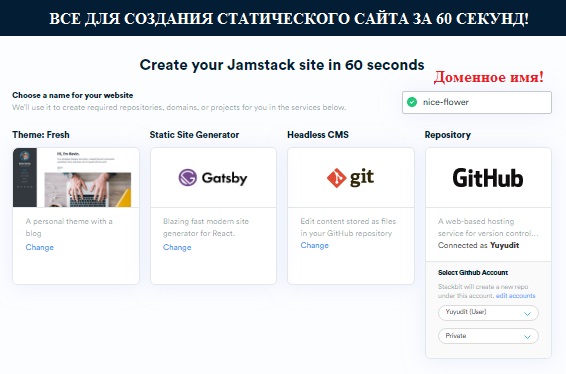 ВСЕ ДЛЯ СОЗДАНИЯ СТАТИЧЕСКОГО САЙТА ЗА 60 СЕКУНД!
Create your Jamstack site in 60 seconds
Доменное имя!
Choose a name for your website
We'll use it to create required repositories, domains, or projects for you in the services below.
nice-flower
Theme: Fresh
Static Site Generator
Headless CMS
Repository
Gatsby
git
GitHub
A personal theme with a
blog
Change
Blazing fast modern site
generator for React.
Change
Edit content stored as files
in your GitHub repository
Change
A web-based hosting
service for version control...
Connected as Yuyudit
Select Github Account
Stackbit will create a new repo
under this account. edit accounts
Yuyudit (User)
Private